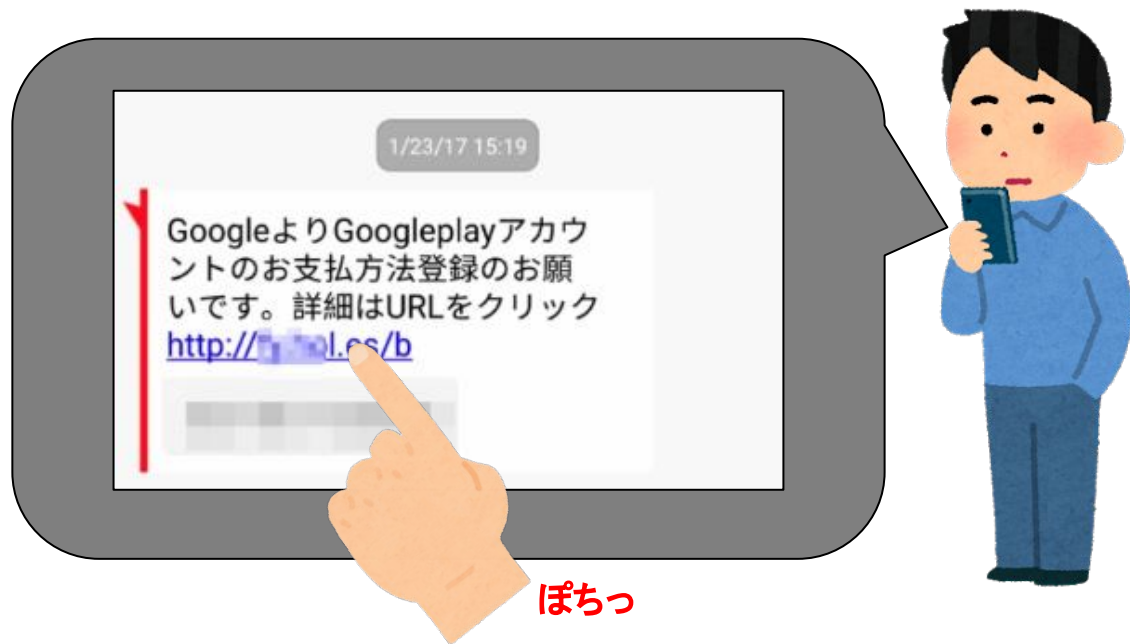 1/23/17 15:19
GoogleよりGoogleplayアカウ
ントのお支払方法登録のお願
いです。詳細はURLをクリック
http://
/b
ぽちっ